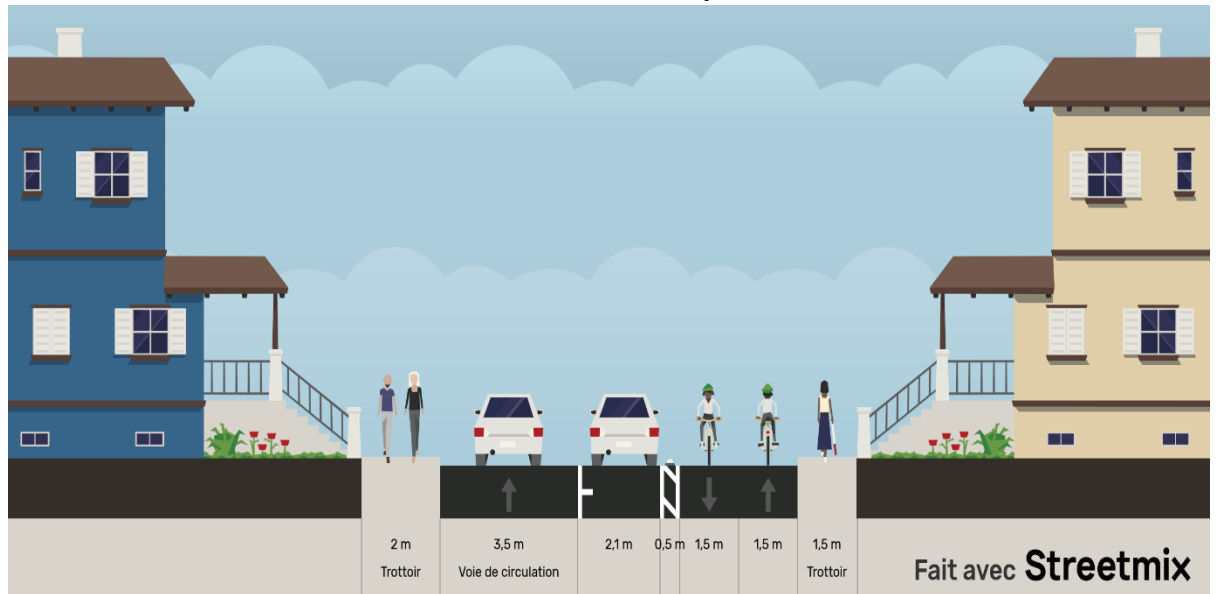 2 m
Trottoir
3,5 m
Voie de circulation
2,1 m
0,5 m
1,5 m
1,5 m
1,5 m
Trottoir
Fait avec Streetmix